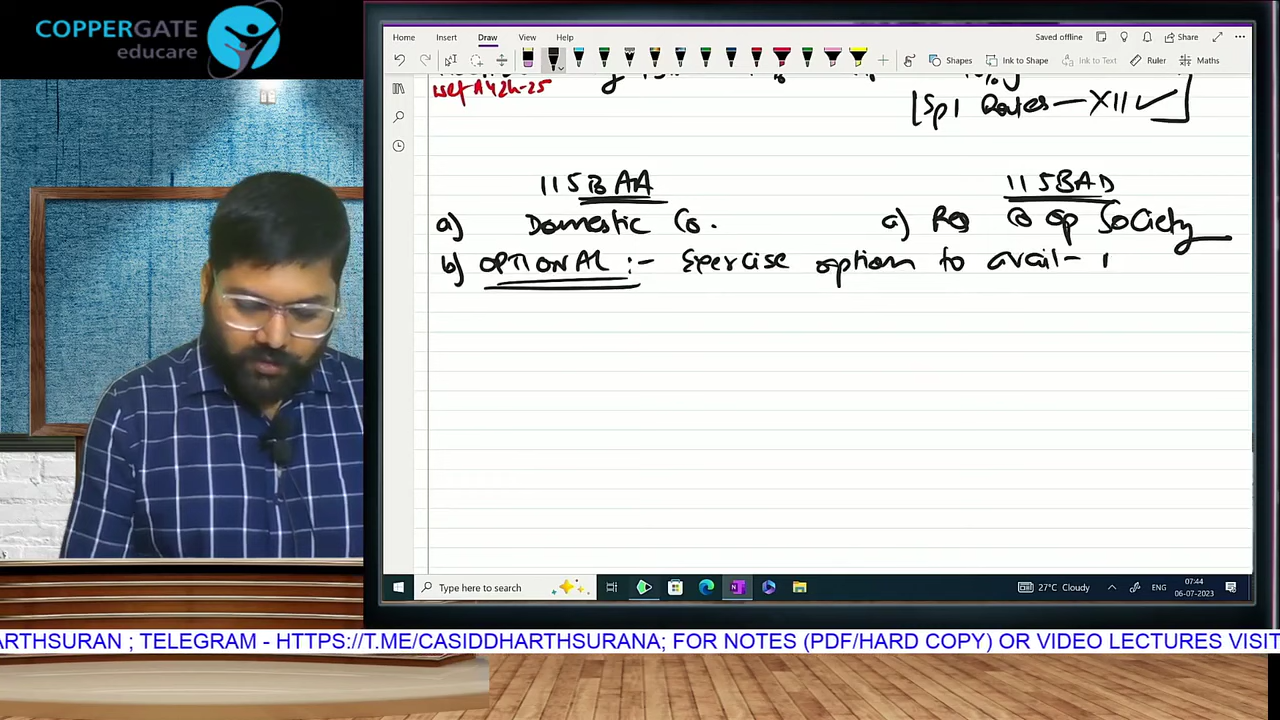 COPPERGATE
educare
Home Insert Draw View Help
Saved offline
Share
Shapes
Ink to Shape
Ink to Text
Ruler
Maths
wef AY 24-25
[Spl Rates — XII ✓]
115BAA
115BAD
a) Domestic Co.
a) Res Co op Society
b) OPTIONAL :- Exercise option to avail -
Type here to search
27°C Cloudy
ENG
07:44
06-07-2023
ARTHSURAN ; TELEGRAM - HTTPS://T.ME/CASIDDHARTHSURANA; FOR NOTES (PDF/HARD COPY) OR VIDEO LECTURES VISIT